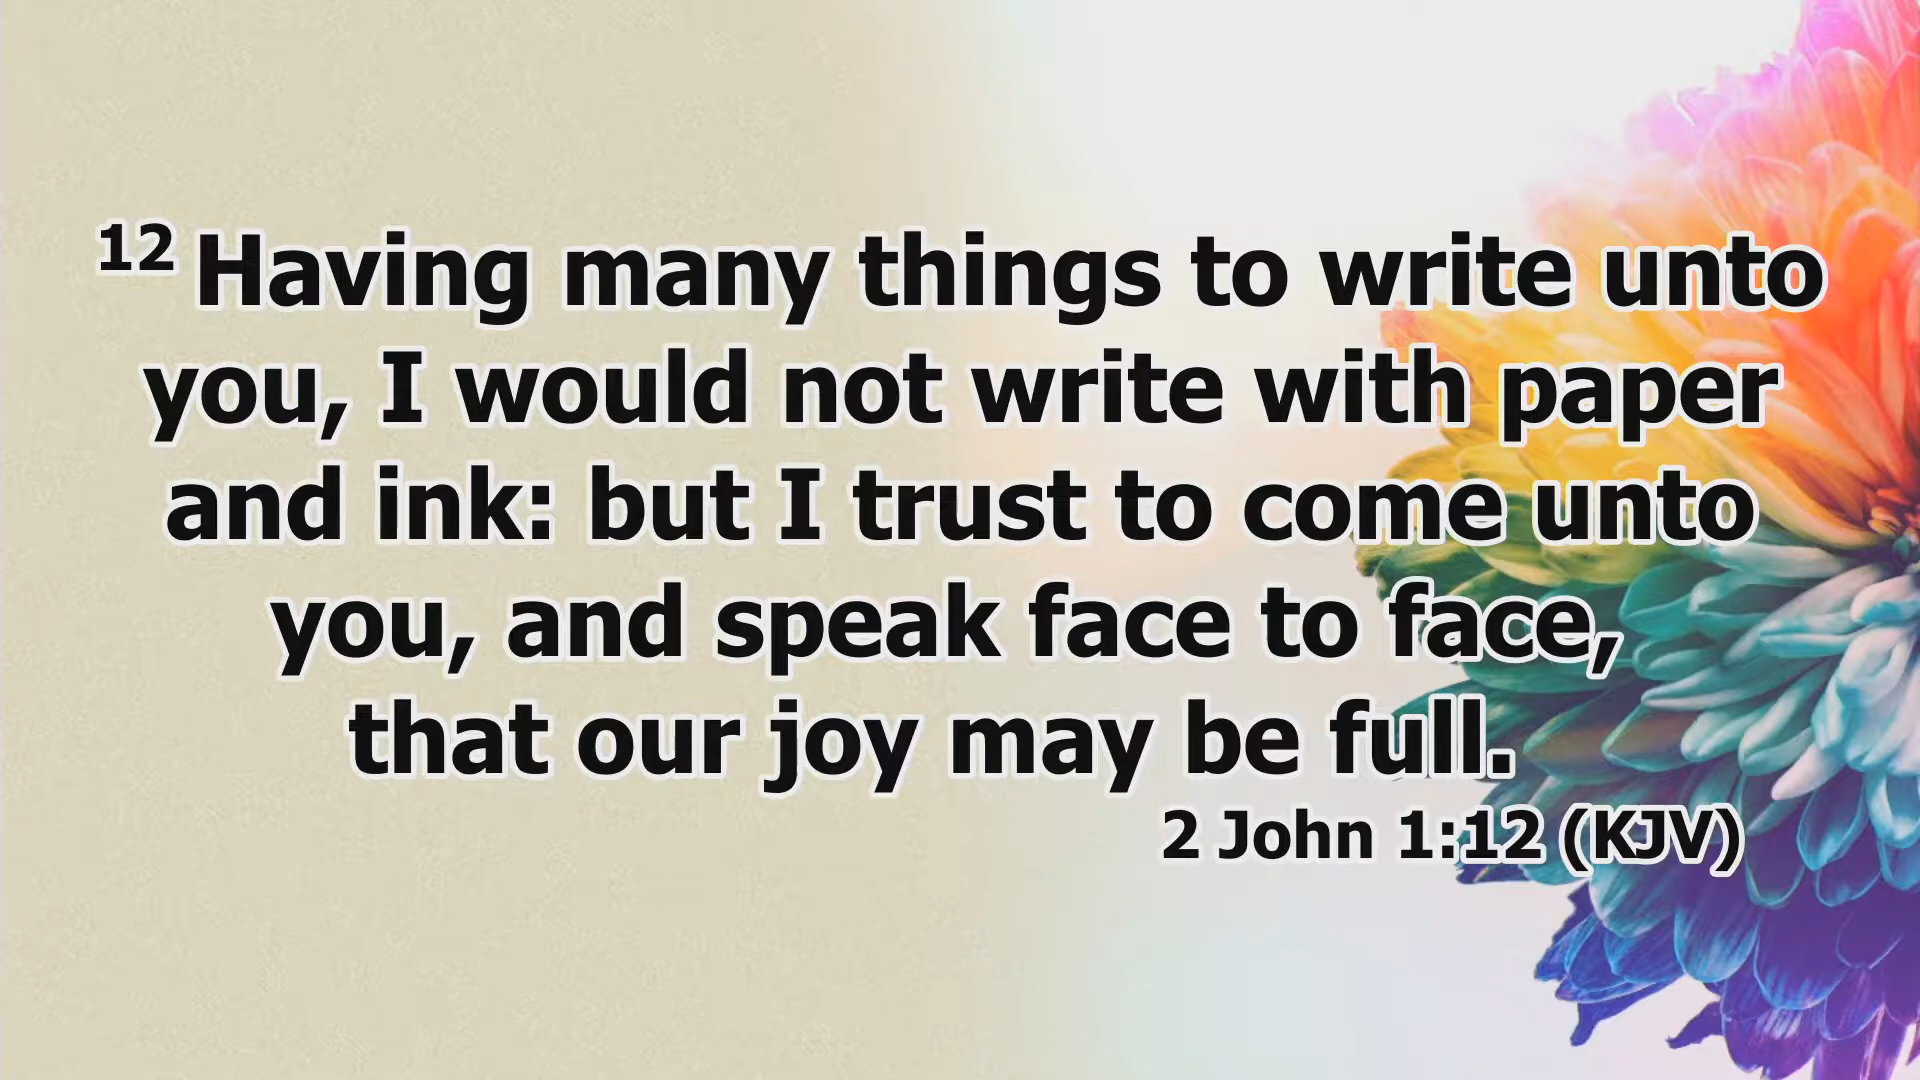 12 Having many things to write unto
you, I would not write with paper
and ink: but I trust to come unto
you, and speak face to face,
that our joy may be full.
2 John 1:12 (KJV)